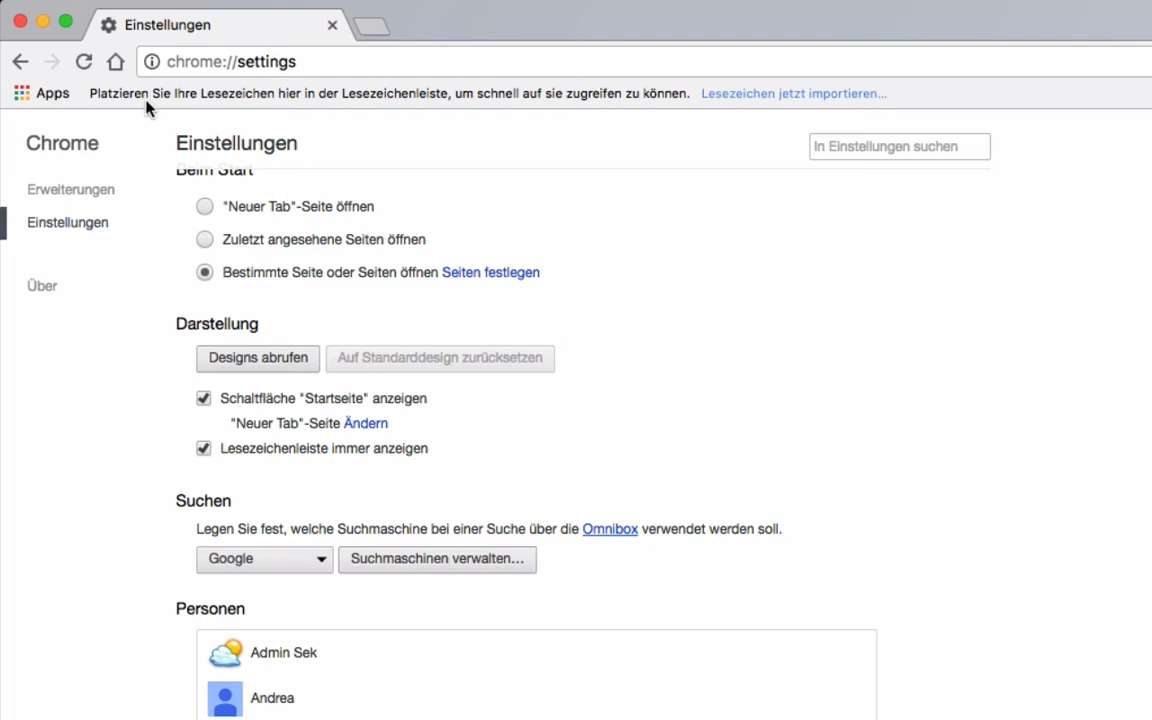 Einstellungen
chrome://settings
Apps Platzieren Sie Ihre Lesezeichen hier in der Lesezeichenleiste, um schnell auf sie zugreifen zu können. Lesezeichen jetzt importieren...
Chrome
Einstellungen
In Einstellungen suchen
Beim Start
Erweiterungen
Einstellungen
Über
"Neuer Tab"-Seite öffnen
Zuletzt angesehene Seiten öffnen
Bestimmte Seite oder Seiten öffnen Seiten festlegen
Darstellung
Designs abrufen Auf Standarddesign zurücksetzen
Schaltfläche "Startseite" anzeigen
"Neuer Tab"-Seite Ändern
Lesezeichenleiste immer anzeigen
Suchen
Legen Sie fest, welche Suchmaschine bei einer Suche über die Omnibox verwendet werden soll.
Google Suchmaschinen verwalten...
Personen
Admin Sek
Andrea